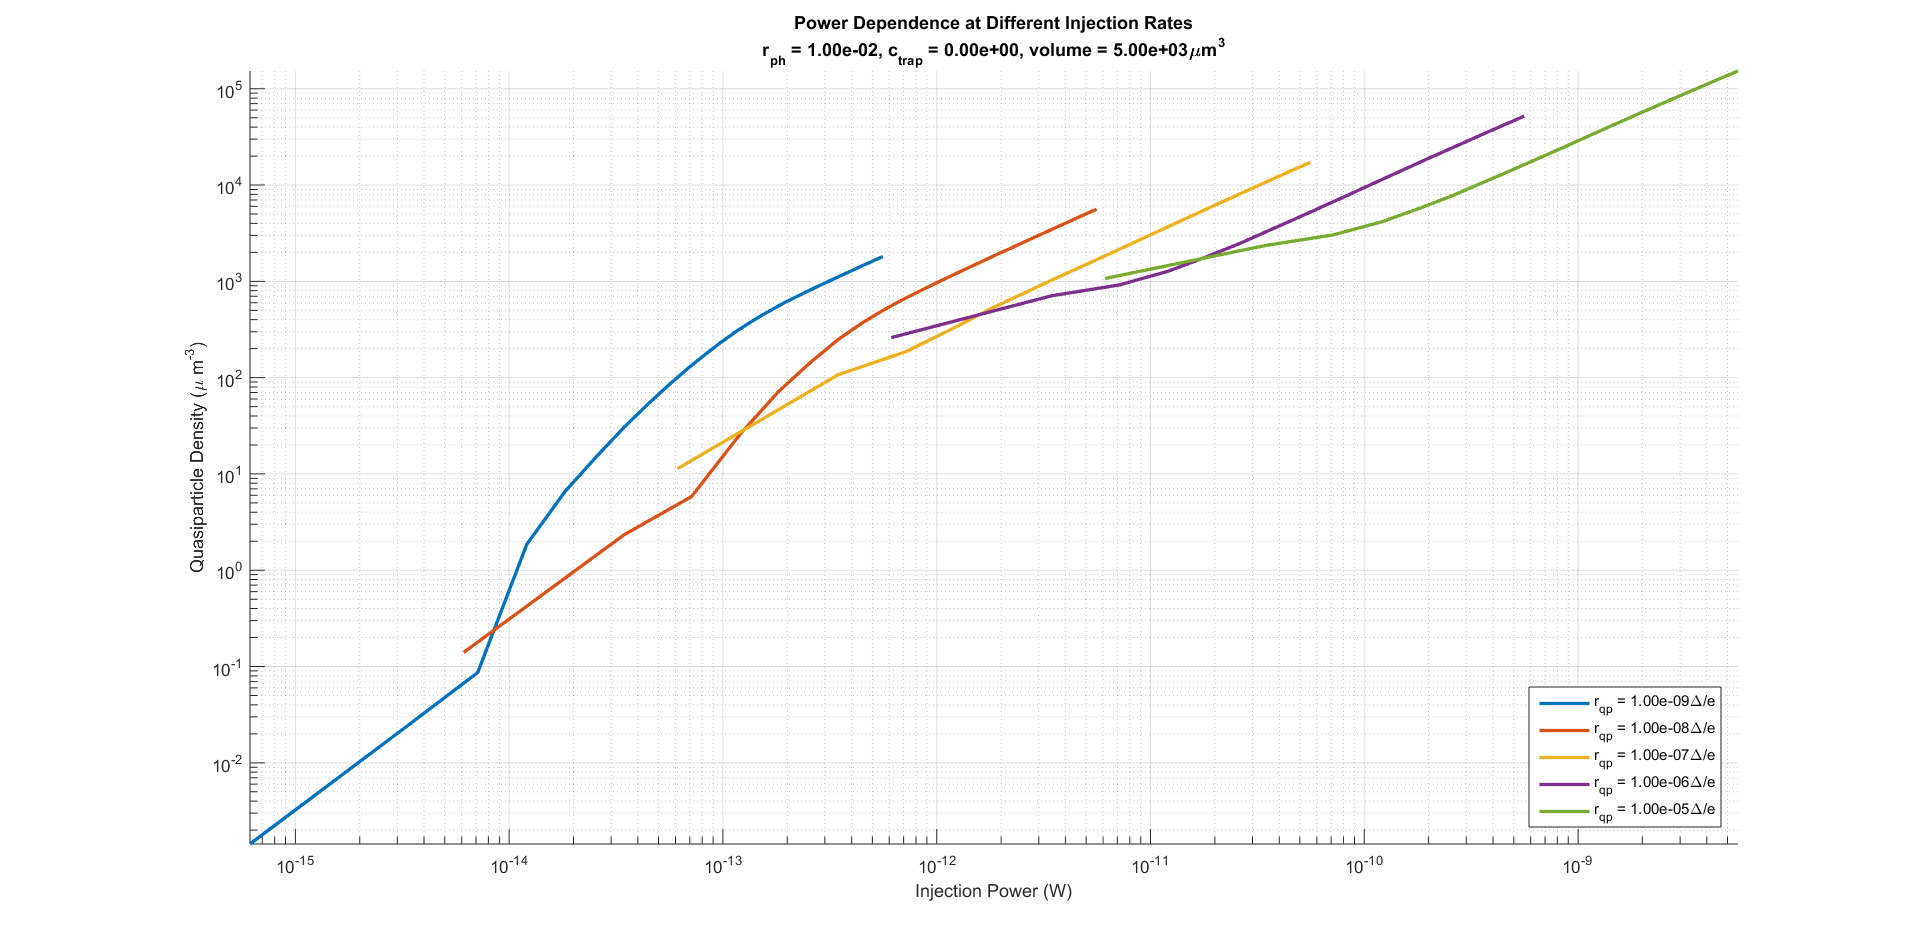 Power Dependence at Different Injection Rates
r_ph = 1.00e-02, c_trap = 0.00e+00, volume = 5.00e+03μm^3
10^5
10^4
10^3
10^2
10^1
10^0
10^-1
10^-2
Quasiparticle Density (μ m^-3)
10^-15 10^-14 10^-13 10^-12 10^-11 10^-10 10^-9
Injection Power (W)
r_qp = 1.00e-09Δ/e
r_qp = 1.00e-08Δ/e
r_qp = 1.00e-07Δ/e
r_qp = 1.00e-06Δ/e
r_qp = 1.00e-05Δ/e